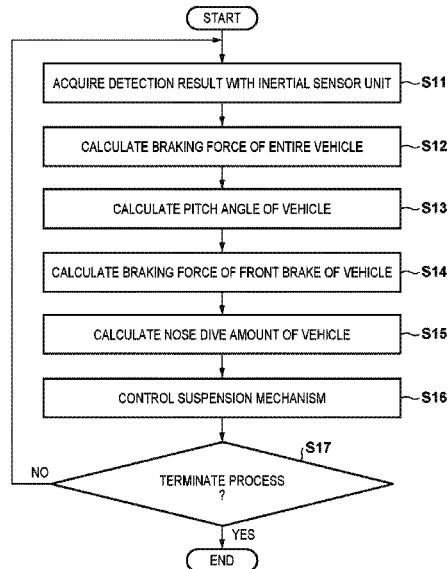 START
ACQUIRE DETECTION RESULT WITH INERTIAL SENSOR UNIT
S11
CALCULATE BRAKING FORCE OF ENTIRE VEHICLE
S12
CALCULATE PITCH ANGLE OF VEHICLE
S13
CALCULATE BRAKING FORCE OF FRONT BRAKE OF VEHICLE
S14
CALCULATE NOSE DIVE AMOUNT OF VEHICLE
S15
CONTROL SUSPENSION MECHANISM
S16
S17
NO
TERMINATE PROCESS
?
YES
END